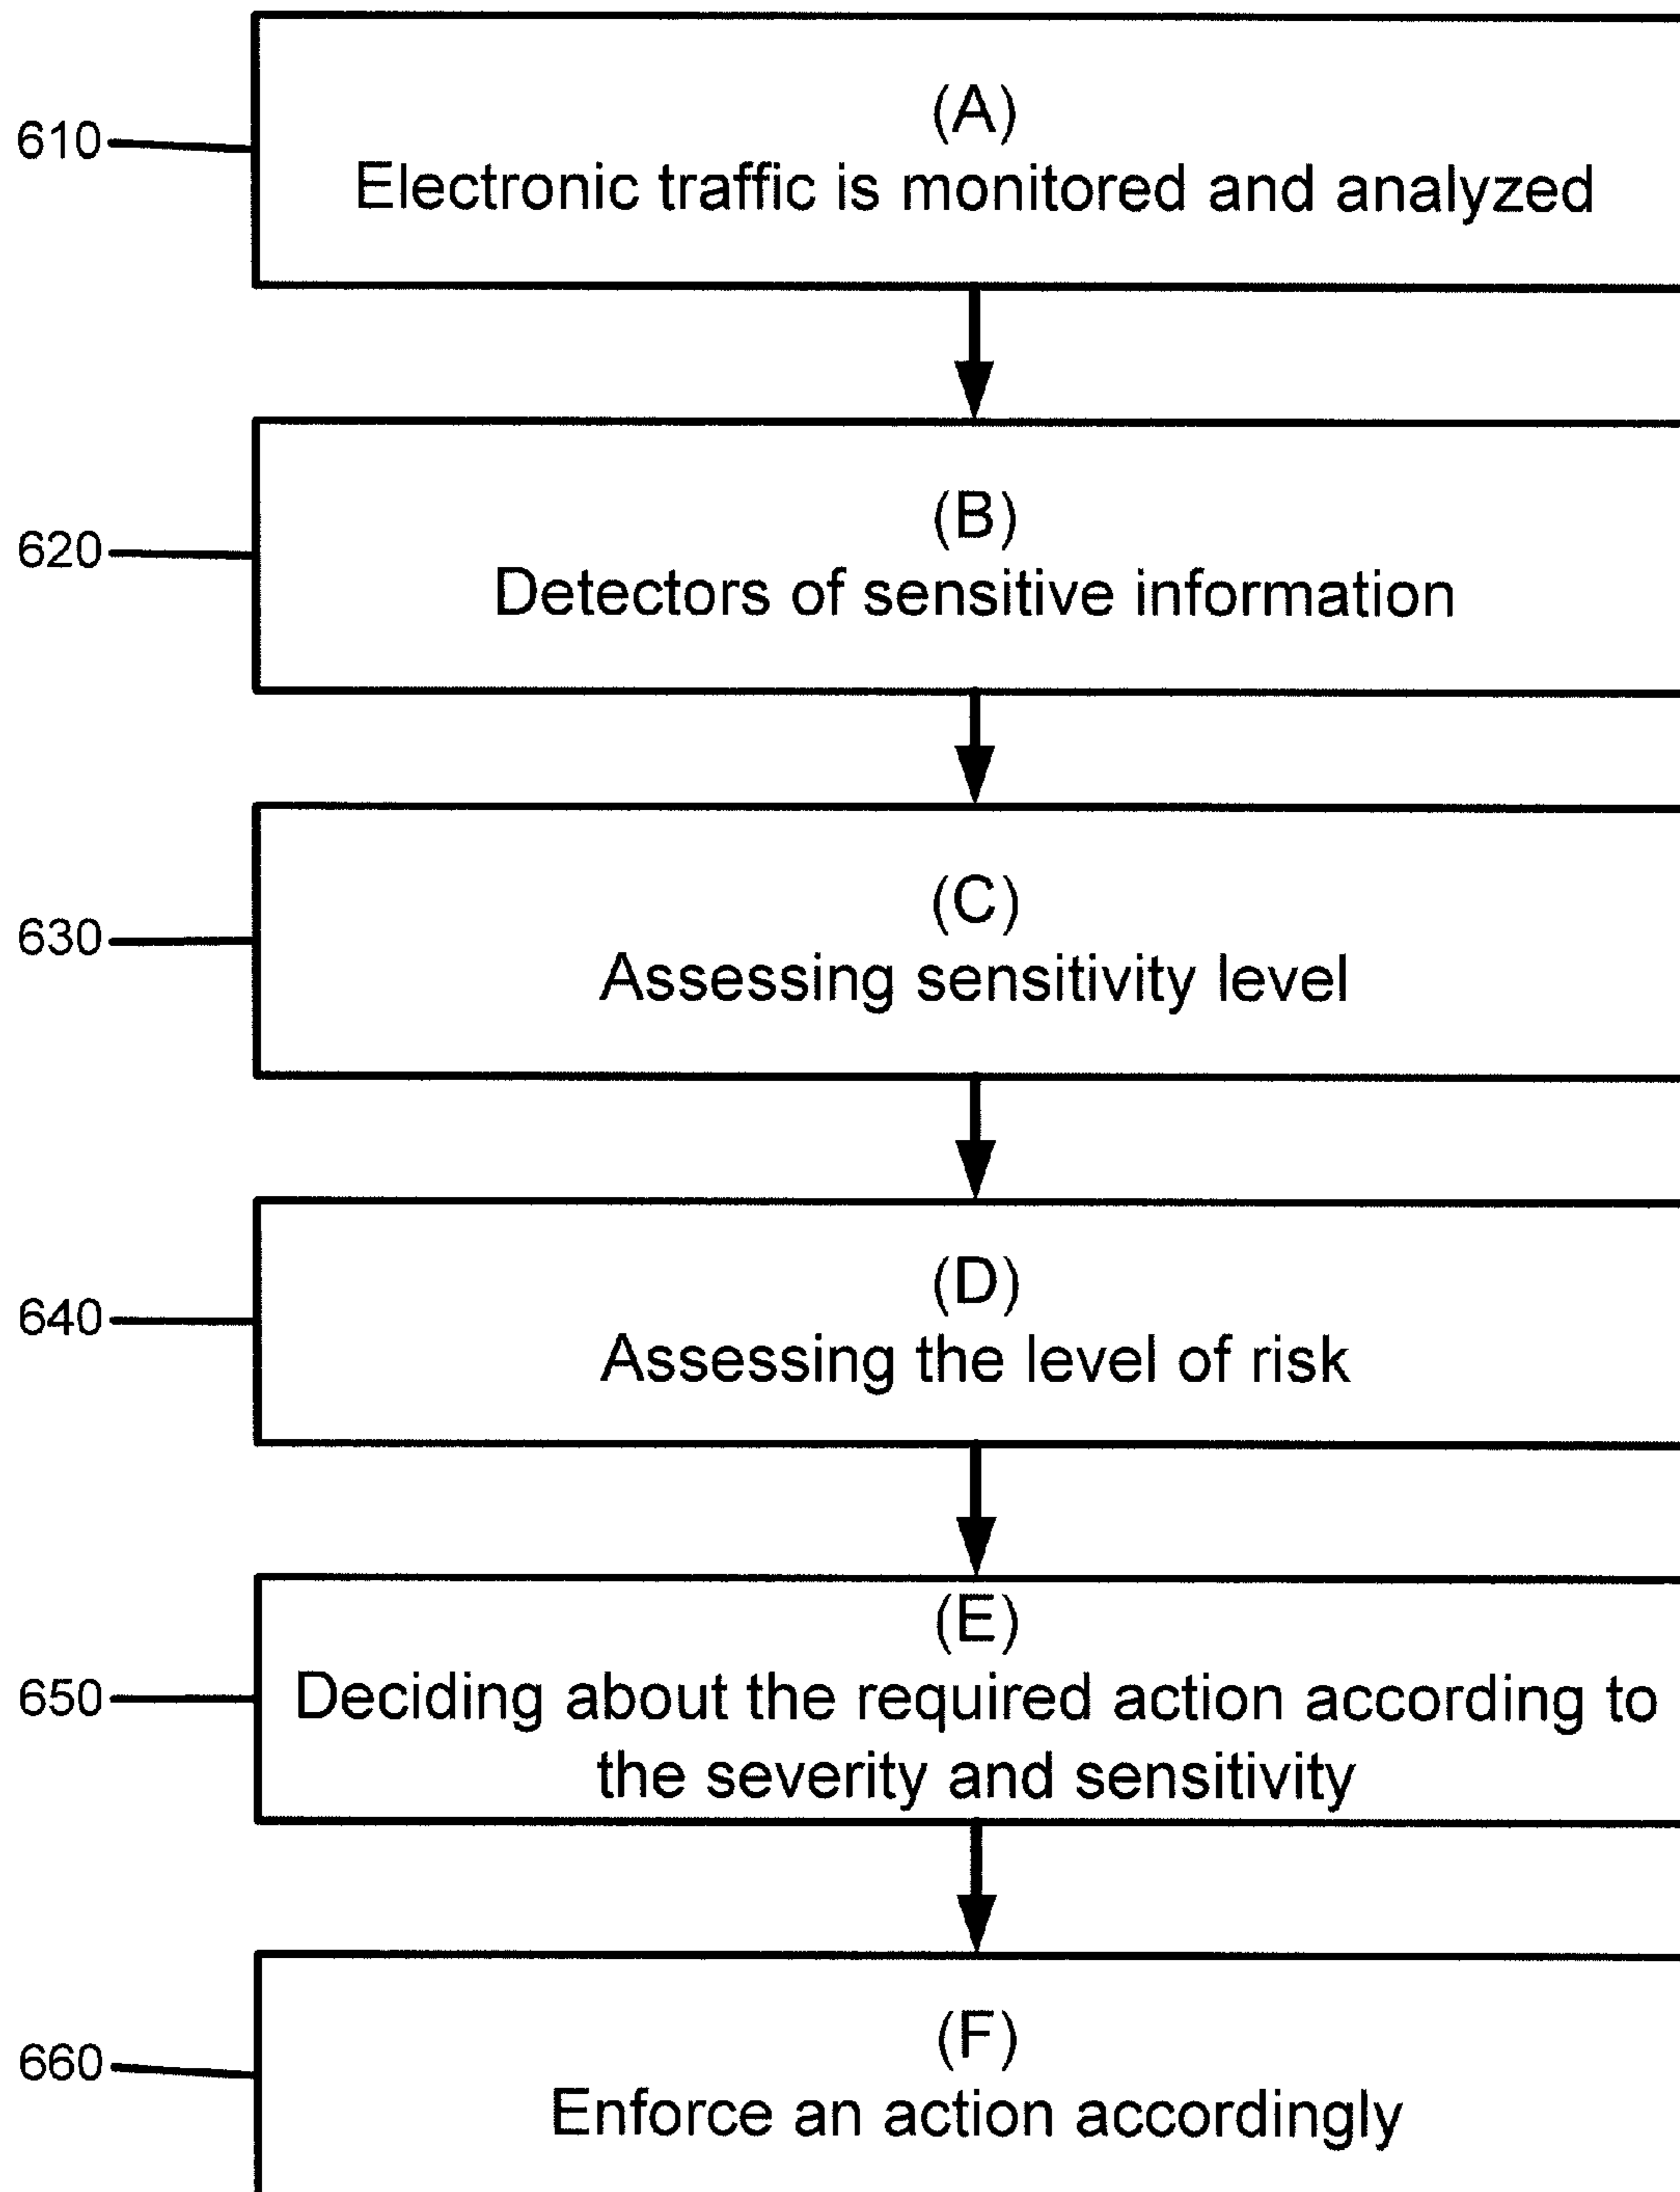 610
(A)
Electronic traffic is monitored and analyzed
620
(B)
Detectors of sensitive information
630
(C)
Assessing sensitivity level
640
(D)
Assessing the level of risk
650
(E)
Deciding about the required action according to
the severity and sensitivity
660
(F)
Enforce an action accordingly